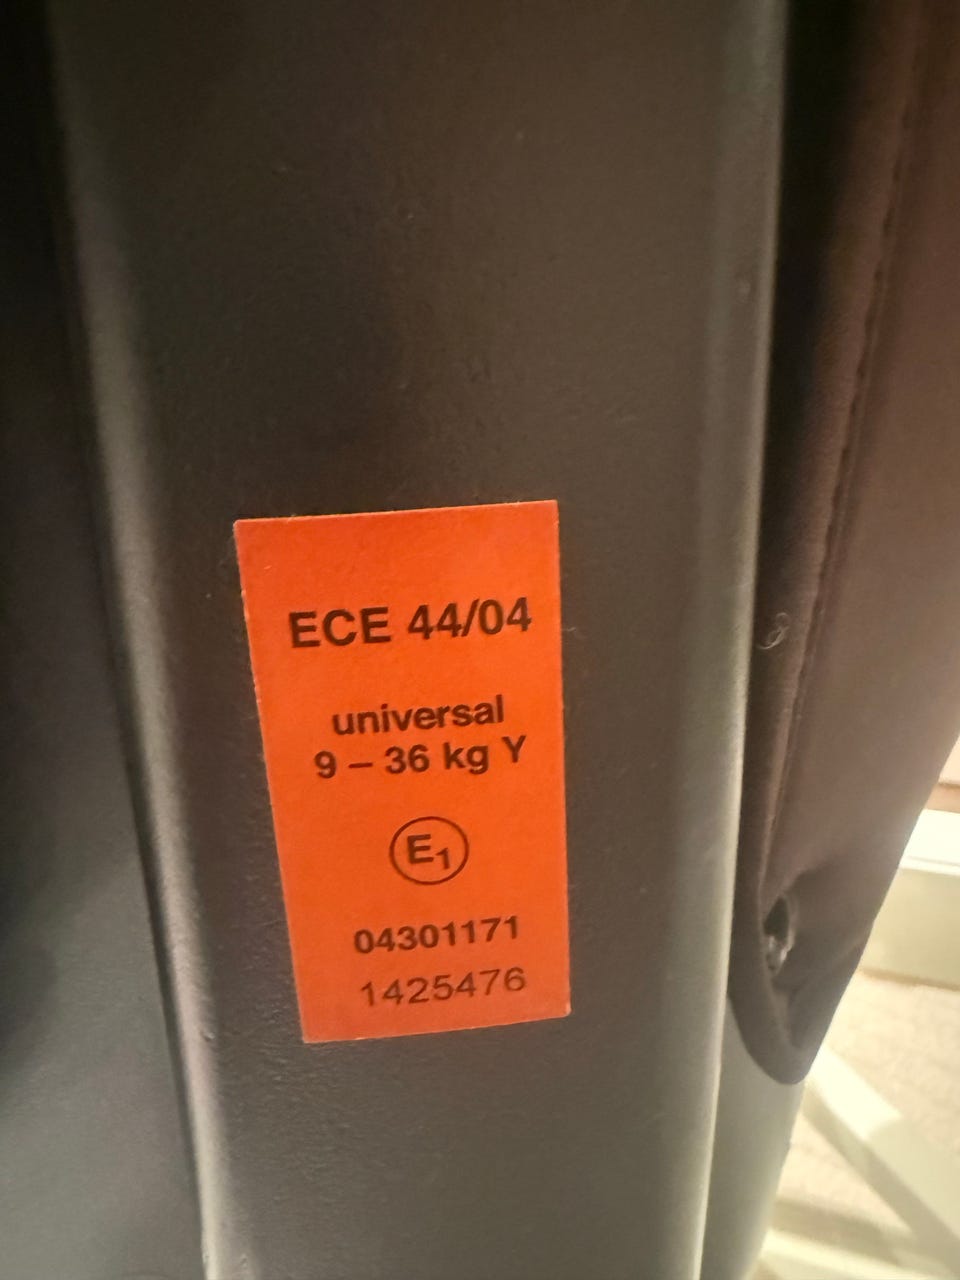 ECE 44/04
universal
9 – 36 kg Y
E1
04301171
1425476